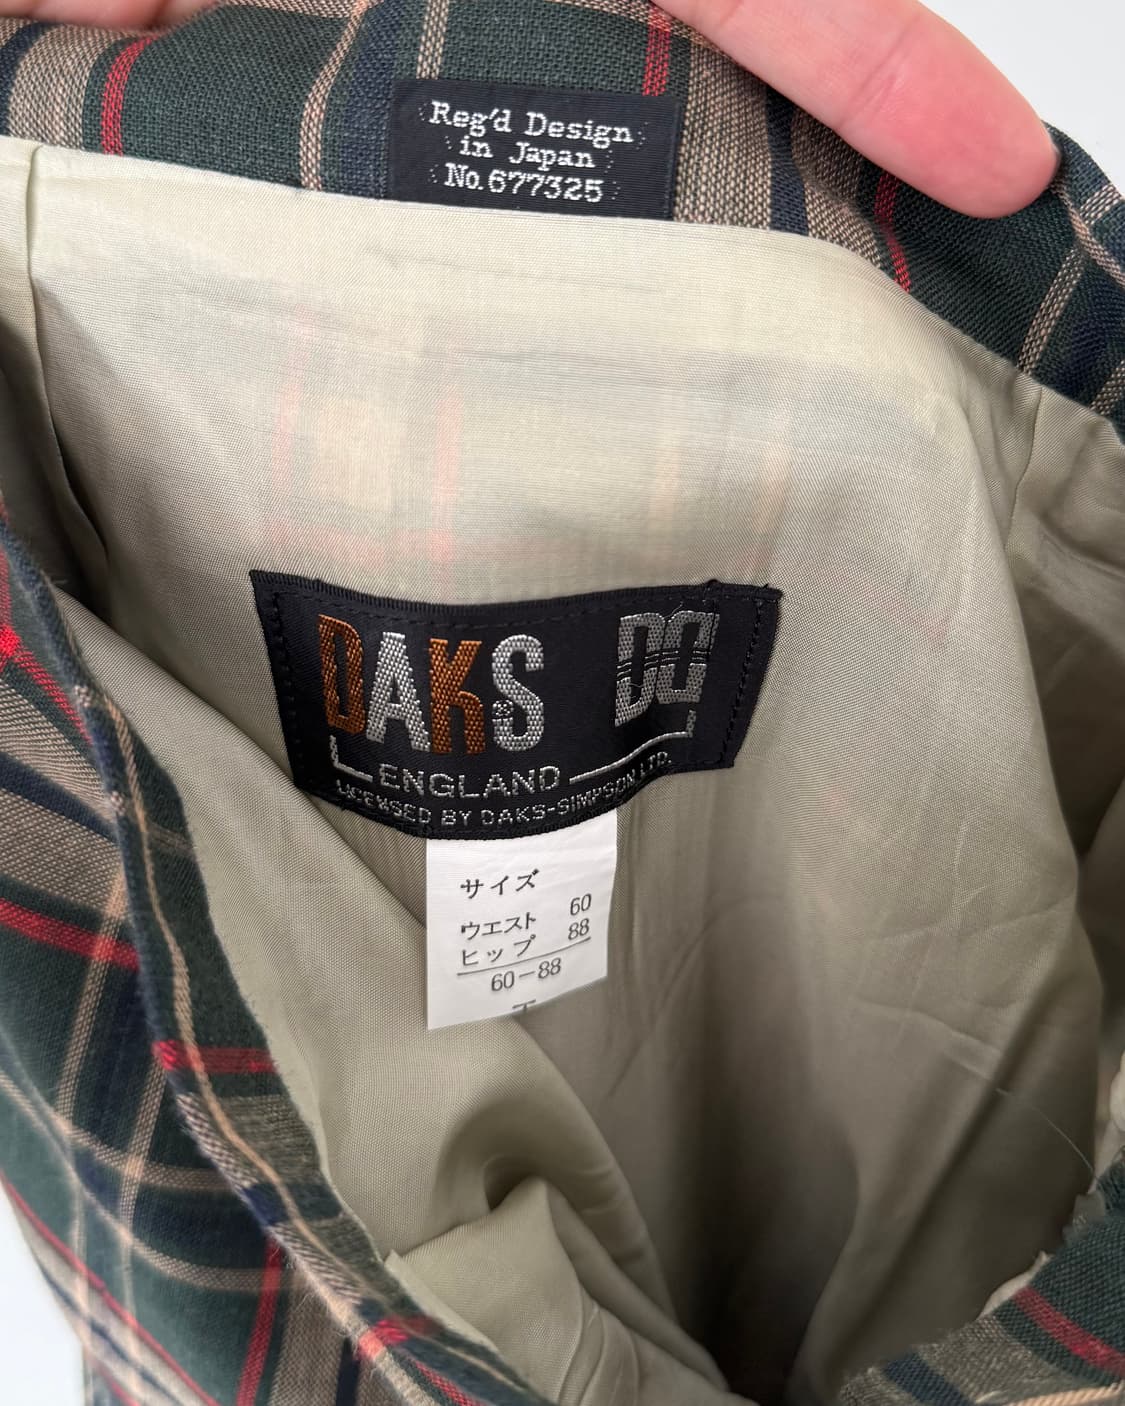 Reg'd Design
in Japan
No.677325
DAKS DD
ENGLAND
LICENSED BY DAKS-SIMPSON LTD.
サイズ
ウエスト 60
ヒップ 88
60-88